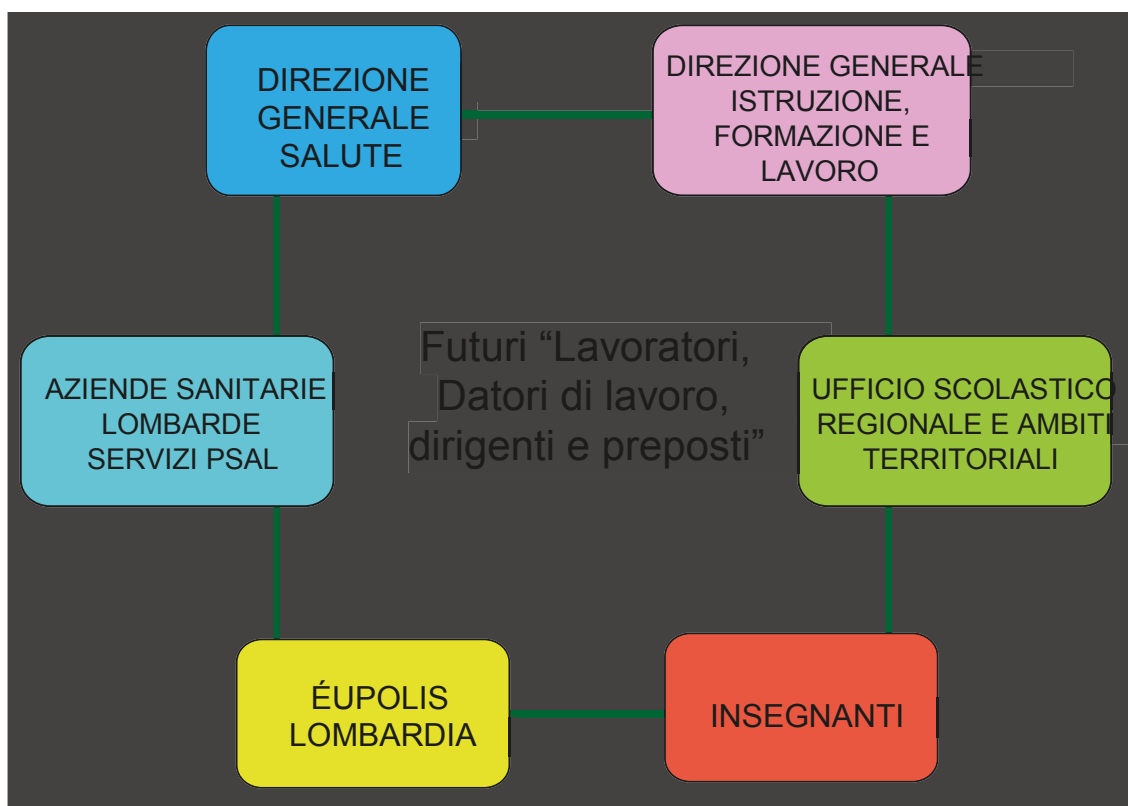 DIREZIONE
GENERALE
SALUTE
DIREZIONE GENERALE
ISTRUZIONE,
FORMAZIONE E
LAVORO
AZIENDE SANITARIE
LOMBARDE
SERVIZI PSAL
Futuri “Lavoratori,
Datori di lavoro,
dirigenti e preposti”
UFFICIO SCOLASTICO
REGIONALE E AMBITI
TERRITORIALI
ÉUPOLIS
LOMBARDIA
INSEGNANTI